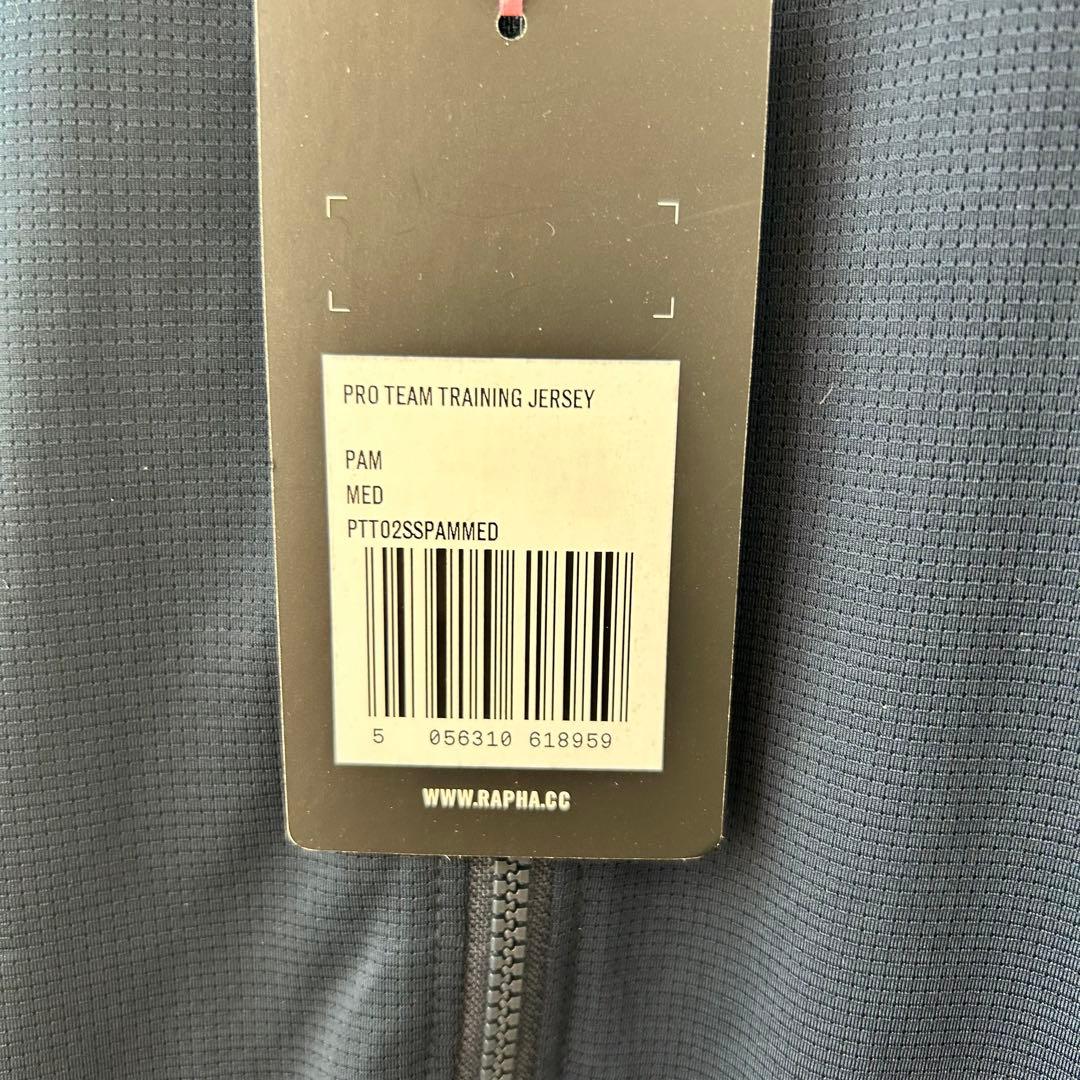 PRO TEAM TRAINING JERSEY
PAM
MED
PTT02SSPAMMED
5 056310 618959
WWW.RAPHA.CC